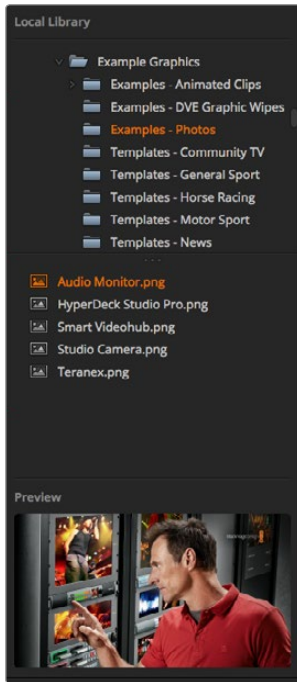 Local Library
Example Graphics
Examples - Animated Clips
Examples - DVE Graphic Wipes
Examples - Photos
Templates - Community TV
Templates - General Sport
Templates - Horse Racing
Templates - Motor Sport
Templates - News
Audio Monitor.png
HyperDeck Studio Pro.png
Smart Videohub.png
Studio Camera.png
Teranex.png
Preview